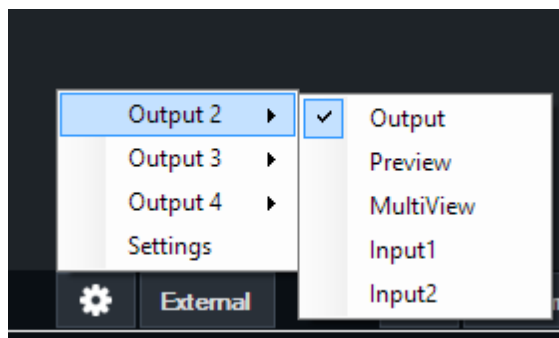 Output 2
Output 3
Output 4
Settings
Output
Preview
MultiView
Input1
Input2
External